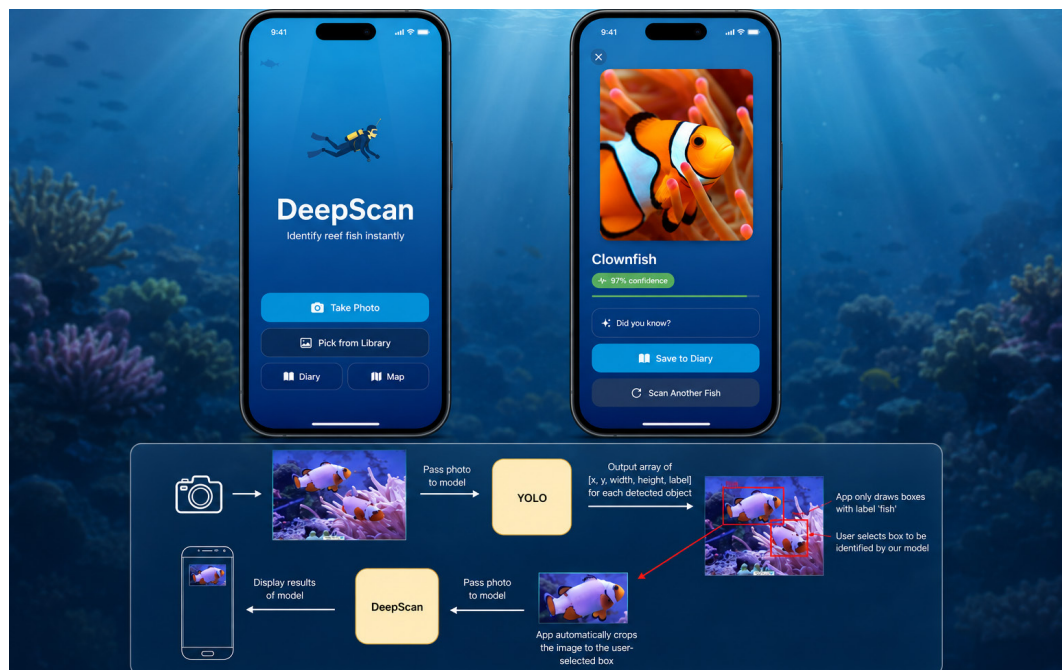 9:41
DeepScan
Identify reef fish instantly
Take Photo
Pick from Library
Diary
Map
9:41
Clownfish
97% confidence
Did you know?
Save to Diary
Scan Another Fish
Pass photo
to model
YOLO
Output array of
[x, y, width, height, label]
for each detected object
App only draws boxes
with label 'fish'
User selects box to be
identified by our model
Display results
of model
DeepScan
Pass photo
to model
App automatically crops
the image to the user-
selected box